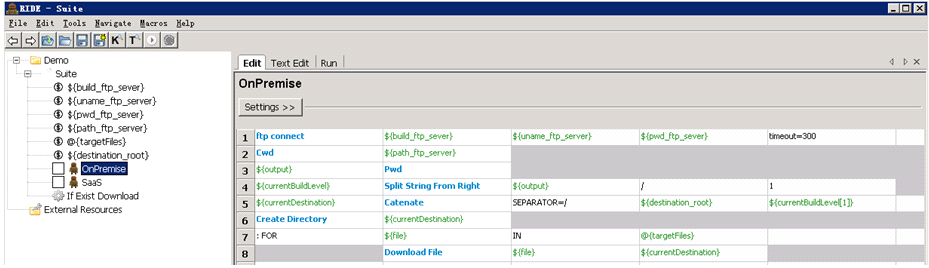 RIDE - Suite
File Edit Tools Navigate Macros Help
Demo
Suite
${build_ftp_sever}
${uname_ftp_server}
${pwd_ftp_sever}
${path_ftp_sever}
@{targetFiles}
${destination_root}
OnPremise
SaaS
If Exist Download
External Resources
Edit Text Edit Run
OnPremise
Settings >>
1 ftp connect ${build_ftp_sever} ${uname_ftp_server} ${pwd_ftp_sever} timeout=300
2 Cwd ${path_ftp_sever}
3 ${output} Pwd
4 ${currentBuildLevel} Split String From Right ${output} / 1
5 ${currentDestination} Catenate SEPARATOR=/ ${destination_root} ${currentBuildLevel[1]}
6 Create Directory ${currentDestination}
7 : FOR ${file} IN @{targetFiles}
8 Download File ${file} ${currentDestination}